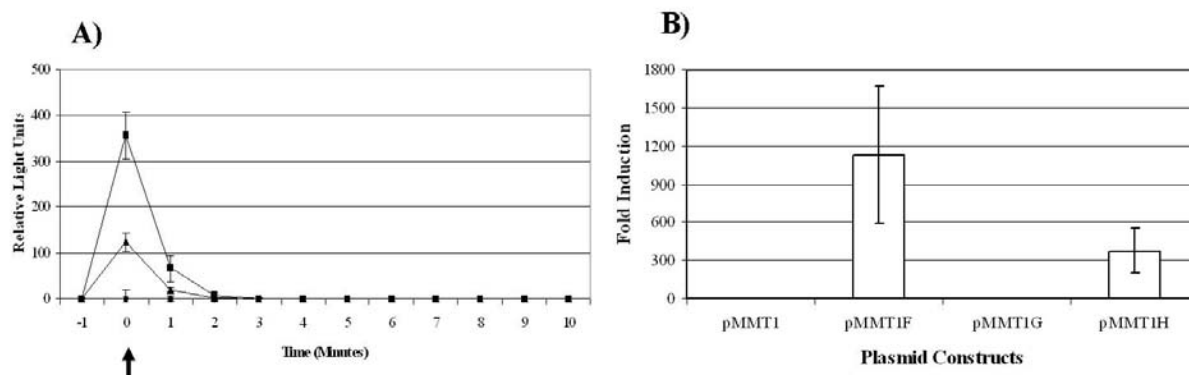 A)
500
400
300
200
100
0
Relative Light Units
-1 0 1 2 3 4 5 6 7 8 9 10
Time (Minutes)
B)
1800
1500
1200
900
600
300
0
Fold Induction
pMMT1 pMMT1F pMMT1G pMMT1H
Plasmid Constructs